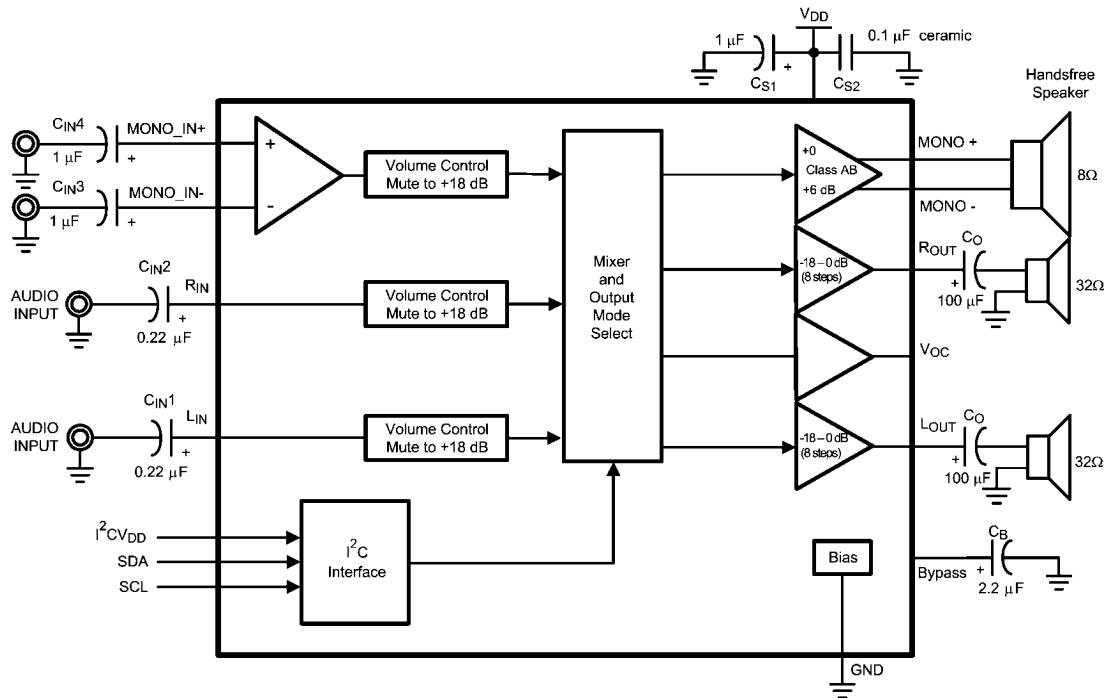 VDD
1 μF
0.1 μF ceramic
+
CS1
CS2
Handsfree
Speaker
CIN4
MONO_IN+
1 μF
+
CIN3
MONO_IN-
1 μF
+
+
-
Volume Control
Mute to +18 dB
+0
Class AB
+6 dB
MONO +
MONO -
8Ω
AUDIO
INPUT
CIN2
RIN
+
0.22 μF
Volume Control
Mute to +18 dB
Mixer
and
Output
Mode
Select
-18–0 dB
(8 steps)
ROUT
CO
+
100 μF
32Ω
VOC
AUDIO
INPUT
CIN1
LIN
+
0.22 μF
Volume Control
Mute to +18 dB
-18–0 dB
(8 steps)
LOUT
CO
+
100 μF
32Ω
I²CVDD
SDA
SCL
I²C
Interface
Bias
CB
Bypass
+
2.2 μF
GND